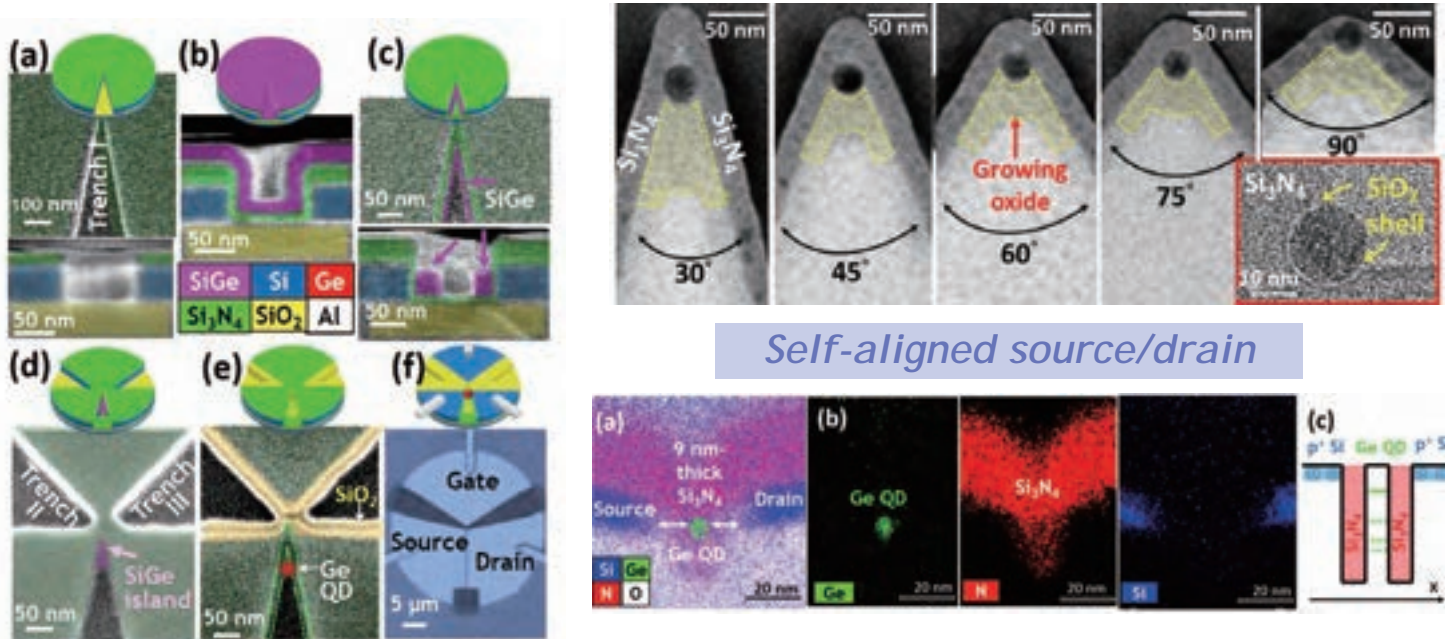 (a)
Trench I
100 nm
50 nm
(b)
50 nm
SiGe Si Ge
Si₃N₄ SiO₂ Al
(c)
SiGe
50 nm
50 nm
(d)
Trench II
Trench III
SiGe island
50 nm
(e)
SiO₂
Ge QD
50 nm
(f)
Gate
Source
Drain
5 μm
50 nm
Si₃N₄
Si₃N₄
30°
50 nm
45°
50 nm
Growing oxide
60°
50 nm
75°
50 nm
90°
Si₃N₄
SiO₂ shell
10 nm
Self-aligned source/drain
(a)
9 nm-
thick
Si₃N₄
Source
Drain
Ge QD
Si Ge
N O
20 nm
(b)
Ge QD
Ge
20 nm
Si₃N₄
N
20 nm
Si
20 nm
(c)
p⁺ Si Ge QD p⁺ S
Si₃N₄
Si₃N₄
x